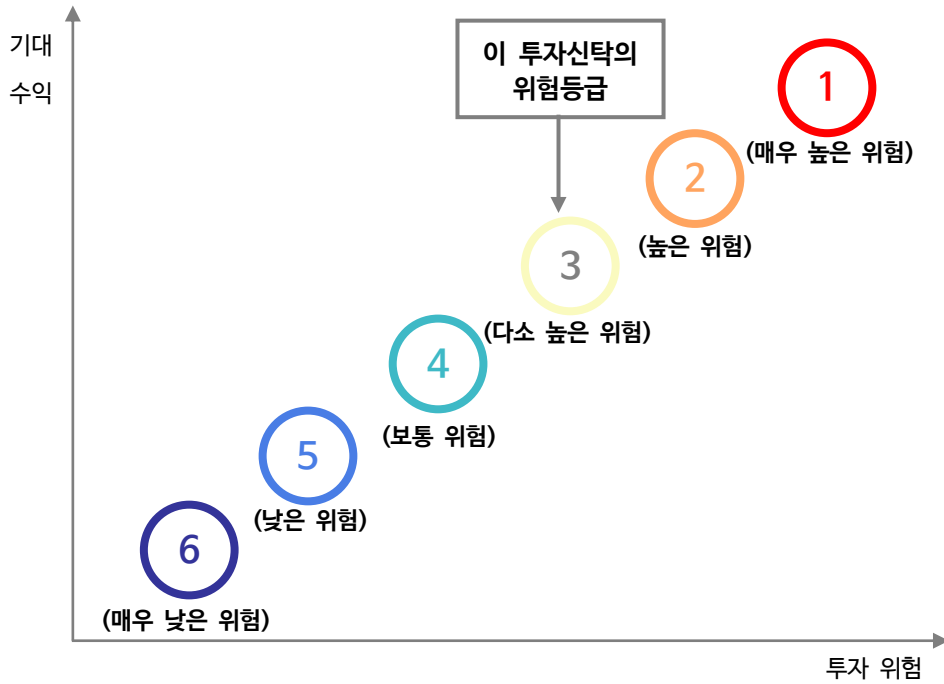 기대
수익
이 투자신탁의
위험등급
1
(매우 높은 위험)
2
(높은 위험)
3
(다소 높은 위험)
4
(보통 위험)
5
(낮은 위험)
6
(매우 낮은 위험)
투자 위험